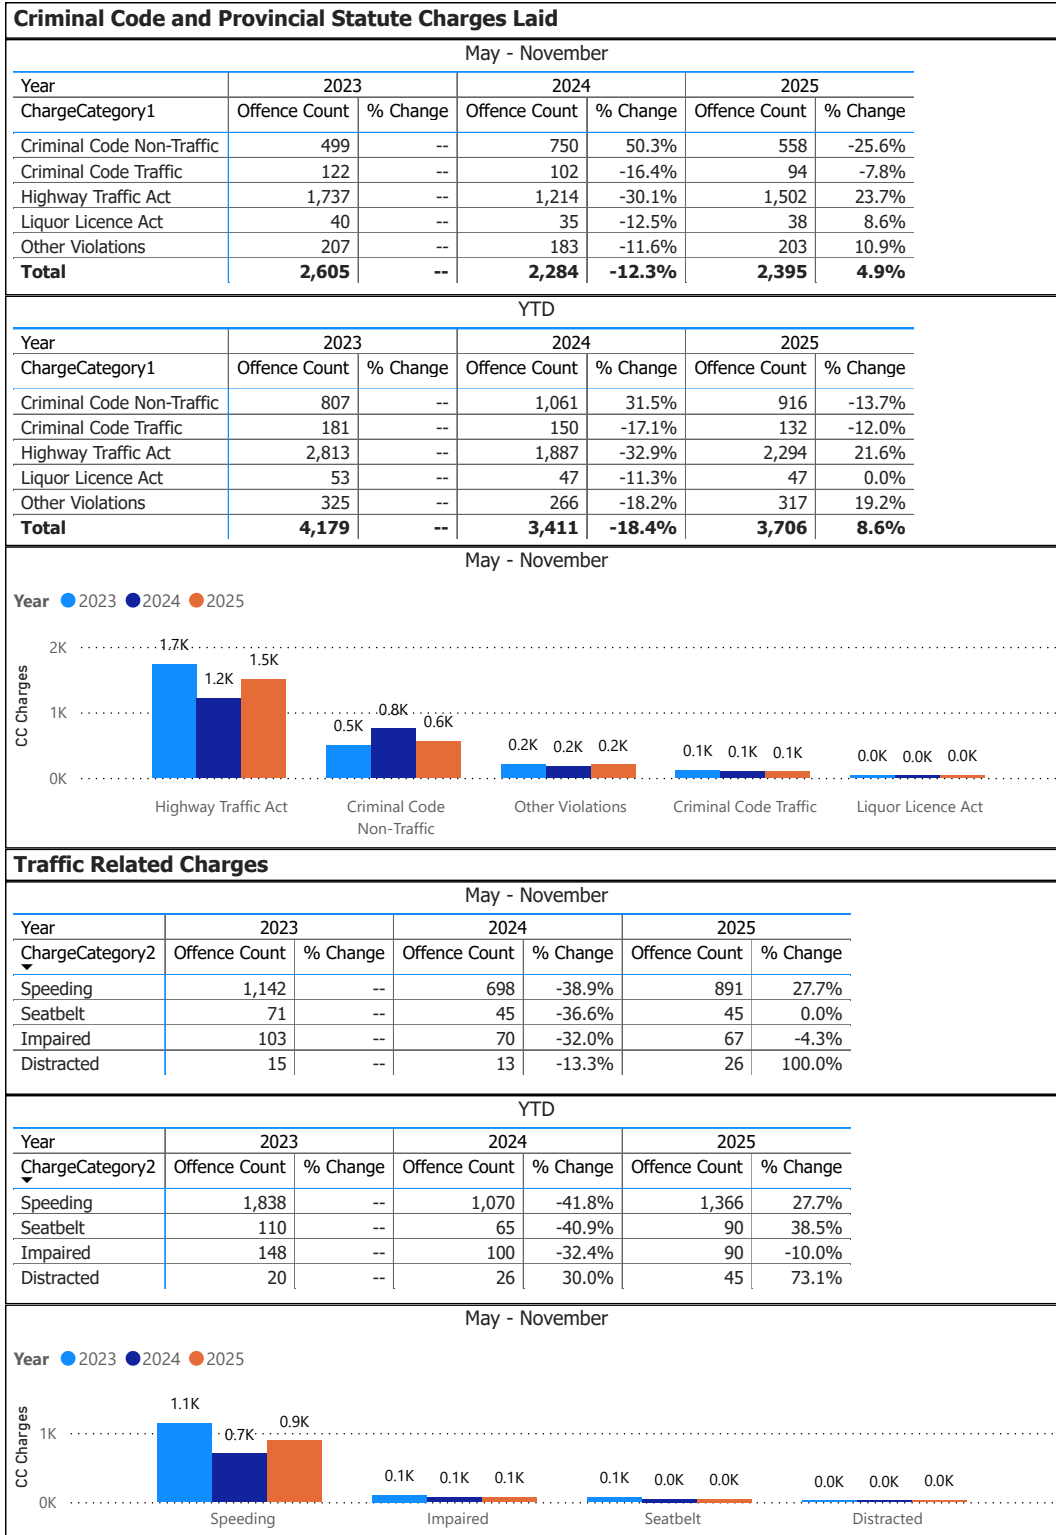 Criminal Code and Provincial Statute Charges Laid
May - November
Year 2023 2024 2025
ChargeCategory1 Offence Count % Change Offence Count % Change Offence Count % Change
Criminal Code Non-Traffic 499 -- 750 50.3% 558 -25.6%
Criminal Code Traffic 122 -- 102 -16.4% 94 -7.8%
Highway Traffic Act 1,737 -- 1,214 -30.1% 1,502 23.7%
Liquor Licence Act 40 -- 35 -12.5% 38 8.6%
Other Violations 207 -- 183 -11.6% 203 10.9%
Total 2,605 -- 2,284 -12.3% 2,395 4.9%
YTD
Year 2023 2024 2025
ChargeCategory1 Offence Count % Change Offence Count % Change Offence Count % Change
Criminal Code Non-Traffic 807 -- 1,061 31.5% 916 -13.7%
Criminal Code Traffic 181 -- 150 -17.1% 132 -12.0%
Highway Traffic Act 2,813 -- 1,887 -32.9% 2,294 21.6%
Liquor Licence Act 53 -- 47 -11.3% 47 0.0%
Other Violations 325 -- 266 -18.2% 317 19.2%
Total 4,179 -- 3,411 -18.4% 3,706 8.6%
May - November
Year 2023 2024 2025
CC Charges
2K
1K
0K
1.7K 1.2K 1.5K
0.5K 0.8K 0.6K
0.2K 0.2K 0.2K
0.1K 0.1K 0.1K
0.0K 0.0K 0.0K
Highway Traffic Act
Criminal Code
Non-Traffic
Other Violations
Criminal Code Traffic
Liquor Licence Act
Traffic Related Charges
May - November
Year 2023 2024 2025
ChargeCategory2 Offence Count % Change Offence Count % Change Offence Count % Change
Speeding 1,142 -- 698 -38.9% 891 27.7%
Seatbelt 71 -- 45 -36.6% 45 0.0%
Impaired 103 -- 70 -32.0% 67 -4.3%
Distracted 15 -- 13 -13.3% 26 100.0%
YTD
Year 2023 2024 2025
ChargeCategory2 Offence Count % Change Offence Count % Change Offence Count % Change
Speeding 1,838 -- 1,070 -41.8% 1,366 27.7%
Seatbelt 110 -- 65 -40.9% 90 38.5%
Impaired 148 -- 100 -32.4% 90 -10.0%
Distracted 20 -- 26 30.0% 45 73.1%
May - November
Year 2023 2024 2025
CC Charges
1K
0K
1.1K 0.7K 0.9K
0.1K 0.1K 0.1K
0.1K 0.0K 0.0K
0.0K 0.0K 0.0K
Speeding
Impaired
Seatbelt
Distracted